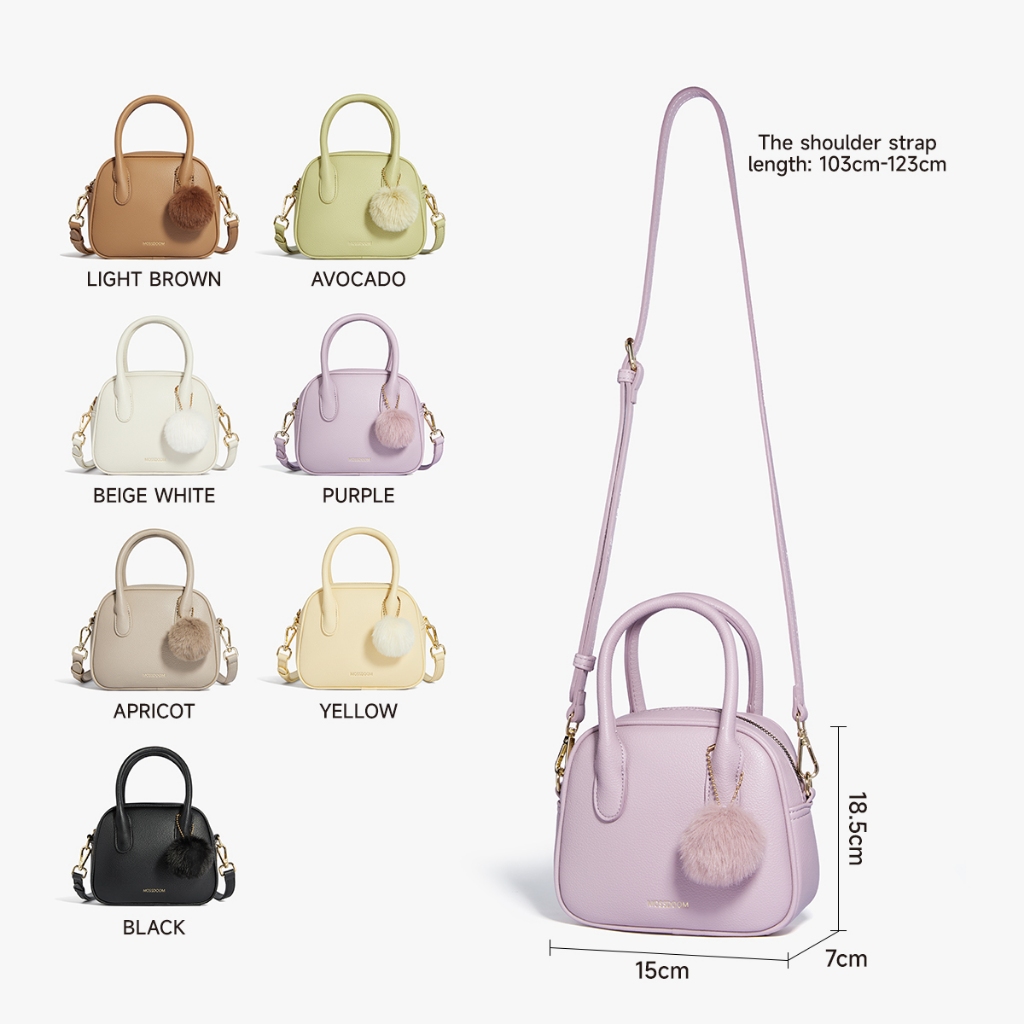 The shoulder strap
length: 103cm-123cm
LIGHT BROWN
AVOCADO
BEIGE WHITE
PURPLE
APRICOT
YELLOW
BLACK
18.5cm
7cm
15cm